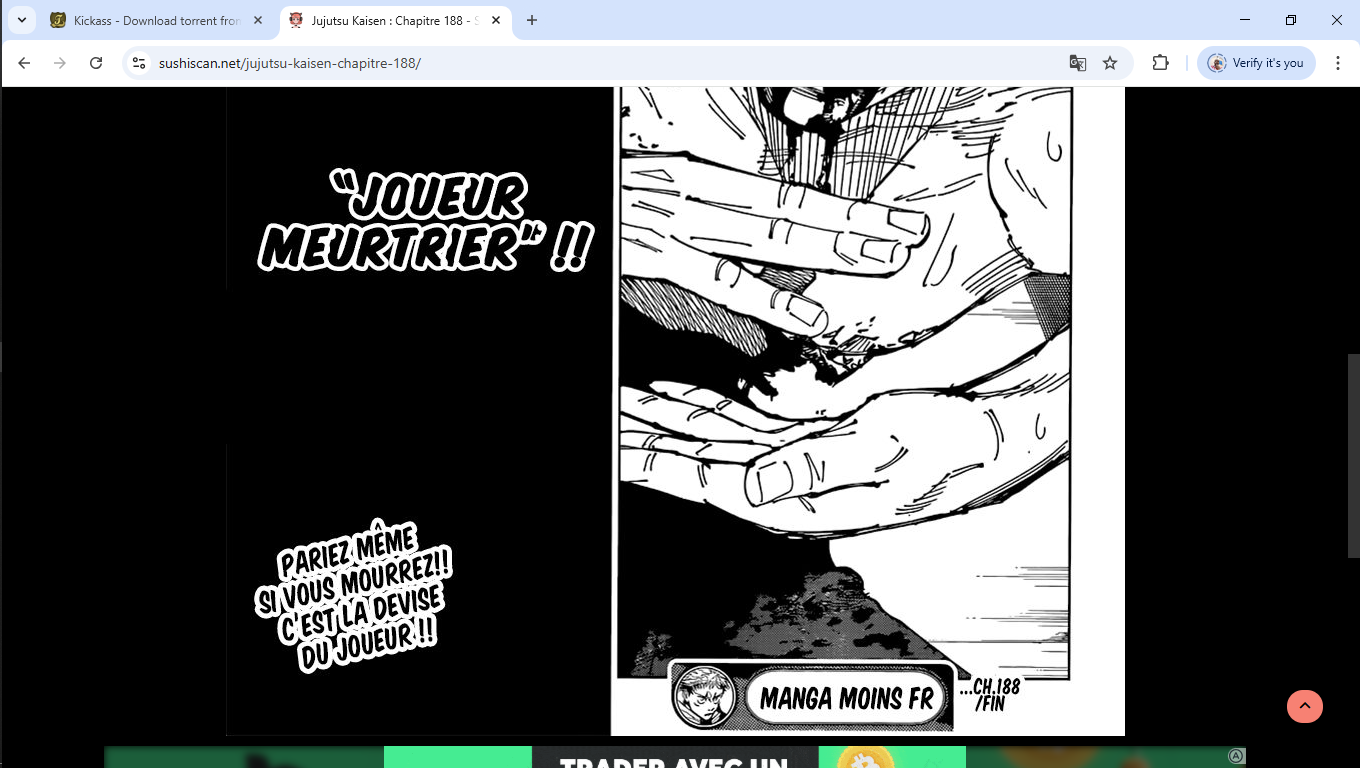 Kickass - Download torrent fron
Jujutsu Kaisen : Chapitre 188 - S
sushiscan.net/jujutsu-kaisen-chapitre-188/
Verify it's you
"JOUEUR
MEURTRIER" !!
PARIEZ MÊME
SI VOUS MOURREZ!!
C'EST LA DEVISE
DU JOUEUR !!
MANGA MOINS FR
...CH.188
/FIN
TRADER AVEC UN